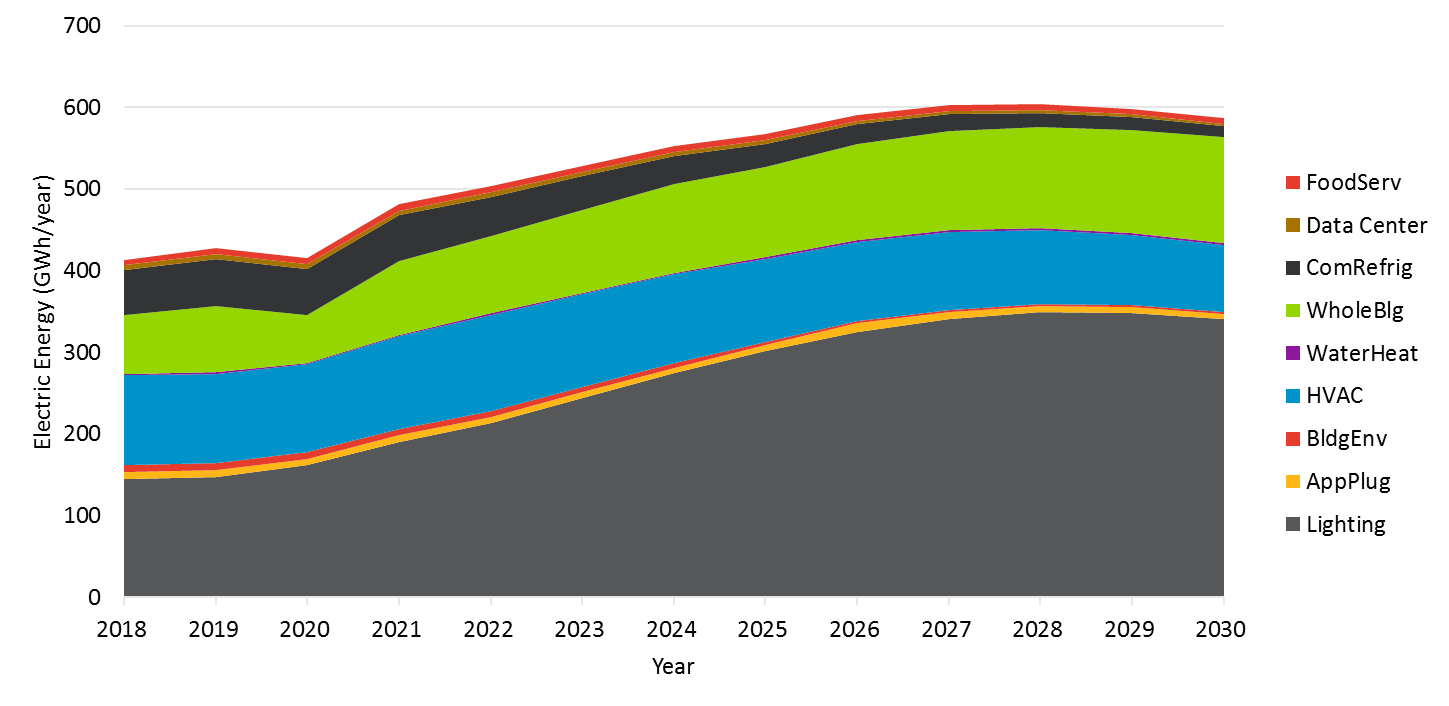 700
600
500
400
300
200
100
0
Electric Energy (GWh/year)
2018 2019 2020 2021 2022 2023 2024 2025 2026 2027 2028 2029 2030
Year
FoodServ
Data Center
ComRefrig
WholeBlg
WaterHeat
HVAC
BldgEnv
AppPlug
Lighting